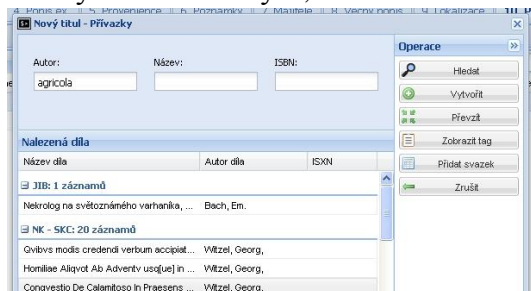 4. Popis ex. 5. Provenience 6. Poznámky 7. Majitelé 8. Věcný popis 9. Lokalizace 10.
Nový titul - Přívazky
Operace
Autor: Název: ISBN:
agricola
Hledat
Vytvořit
Převzít
Zobrazit tag
Přidat svazek
Zrušit
Nalezená díla
Název díla Autor díla ISXN
JIB: 1 záznamů
Nekrolog na světoznámého varhaníka, ... Bach, Em.
NK - SKC: 20 záznamů
Qvibvs modis credendi verbum accipiat... Witzel, Georg,
Homiliae Aliqvot Ab Adventv usq[ue] in ... Witzel, Georg,
Conqvestio De Calamitoso In Praesens ... Witzel, Georg,